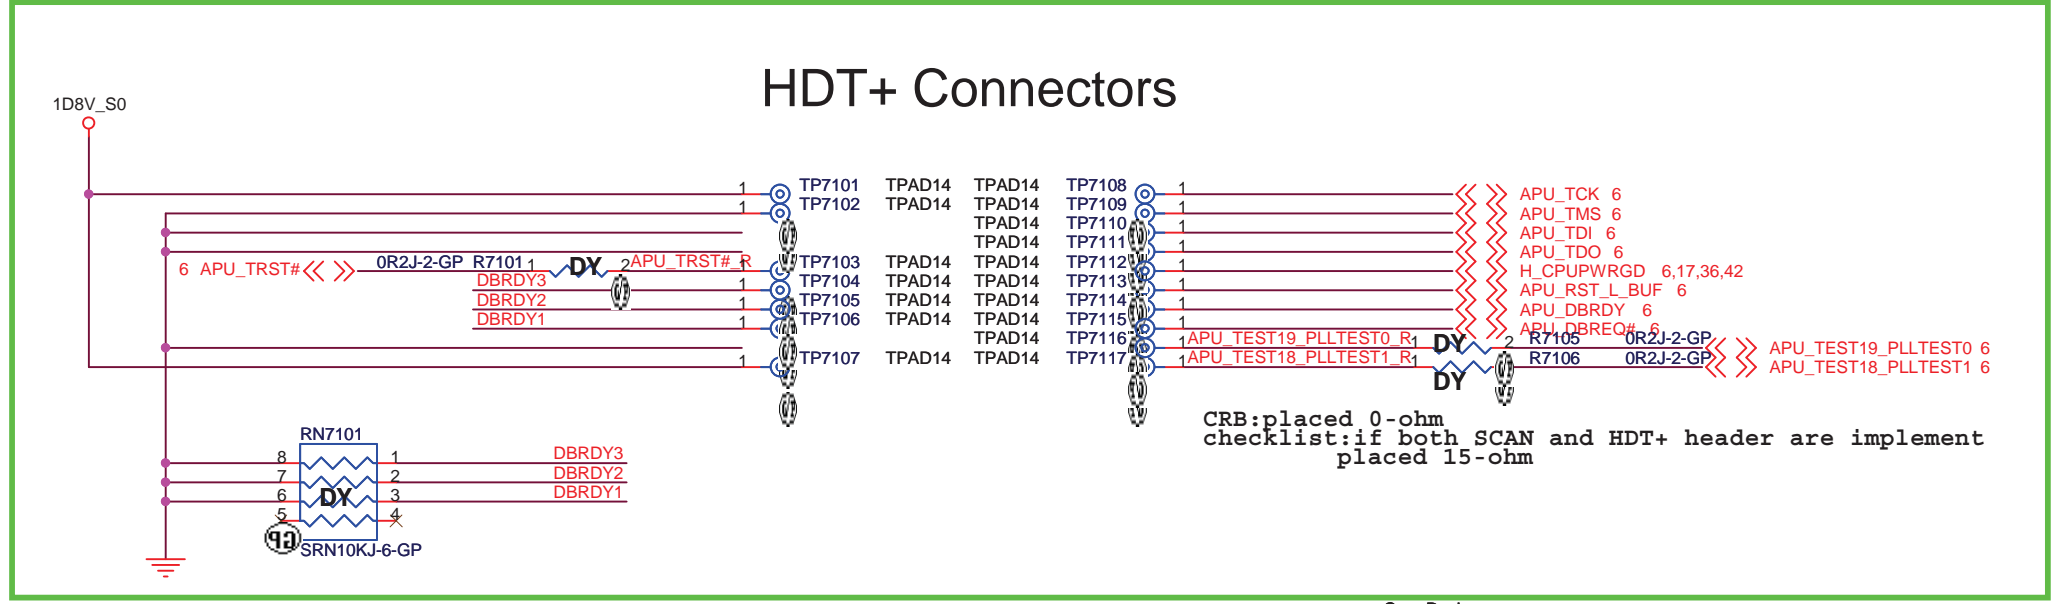 HDT+ Connectors
1D8V_S0
1 TP7101 TPAD14 TPAD14 TP7108 1 APU_TCK 6
1 TP7102 TPAD14 TPAD14 TP7109 1 APU_TMS 6
TPAD14 TP7110 1 APU_TDI 6
TPAD14 TP7111 1 APU_TDO 6
6 APU_TRST# 0R2J-2-GP R7101 1 DY 2 APU_TRST#_R 1 TP7103 TPAD14 TPAD14 TP7112 1 H_CPUPWRGD 6,17,36,42
DBRDY3 1 TP7104 TPAD14 TPAD14 TP7113 1 APU_RST_L_BUF 6
DBRDY2 1 TP7105 TPAD14 TPAD14 TP7114 1 APU_DBRDY 6
DBRDY1 1 TP7106 TPAD14 TPAD14 TP7115 1 APU_DBREQ# 6
TPAD14 TP7116 1 APU_TEST19_PLLTEST0_R 1 DY 2 R7105 0R2J-2-GP APU_TEST19_PLLTEST0 6
1 TP7107 TPAD14 TPAD14 TP7117 1 APU_TEST18_PLLTEST1_R 1 DY R7106 0R2J-2-GP APU_TEST18_PLLTEST1 6
CRB:placed 0-ohm
checklist:if both SCAN and HDT+ header are implement
placed 15-ohm
RN7101
8 1 DBRDY3
7 2 DBRDY2
6 DY 3 DBRDY1
5 4
GP
SRN10KJ-6-GP